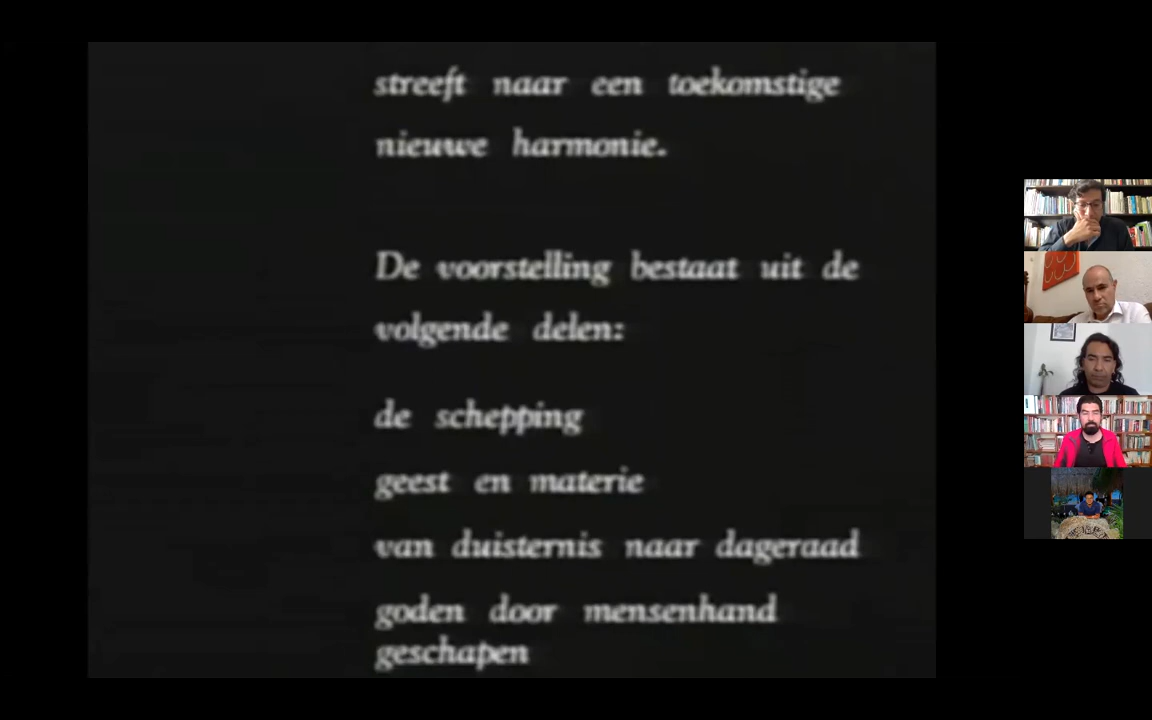 streeft naar een toekomstige
nieuwe harmonie.
De voorstelling bestaat uit de
volgende delen:
de schepping
geest en materie
van duisternis naar dageraad
goden door mensenhand
geschapen